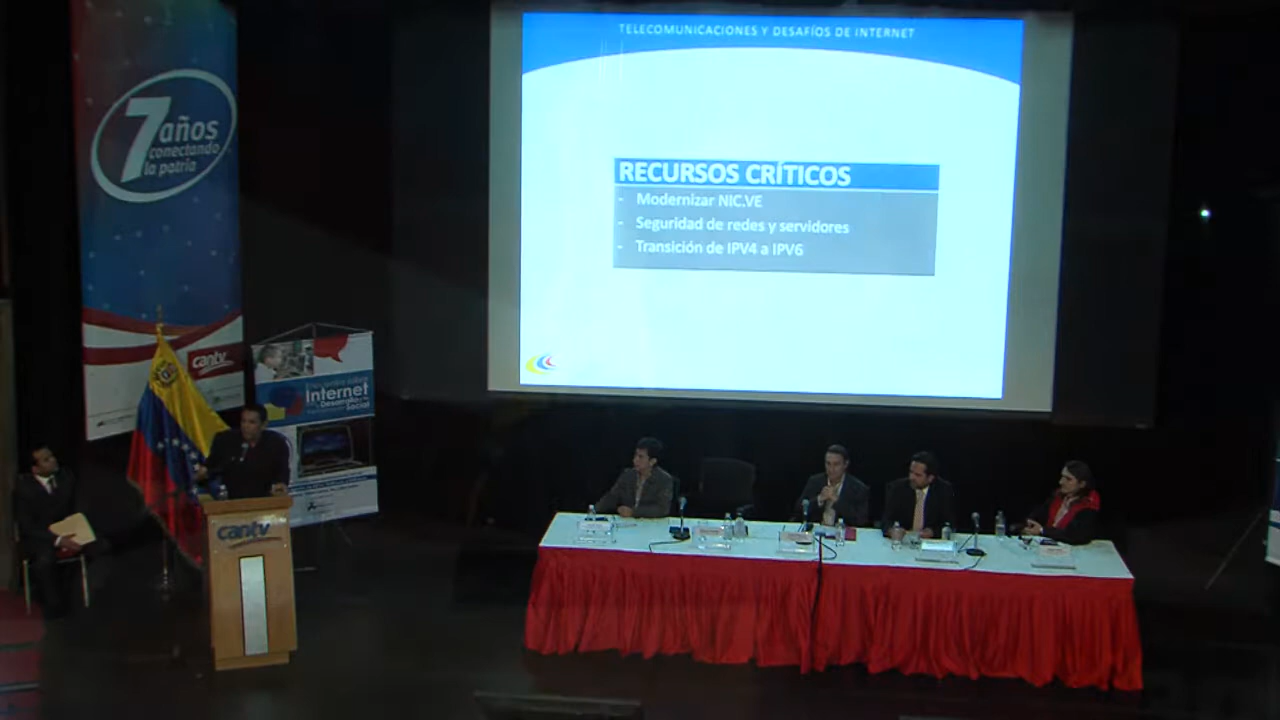 TELECOMUNICACIONES Y DESAFÍOS DE INTERNET
7 años
conectando
la patria
RECURSOS CRÍTICOS
- Modernizar NIC.VE
- Seguridad de redes y servidores
- Transición de IPV4 a IPV6
cantv
Internet
Desarrollo
Social
cantv